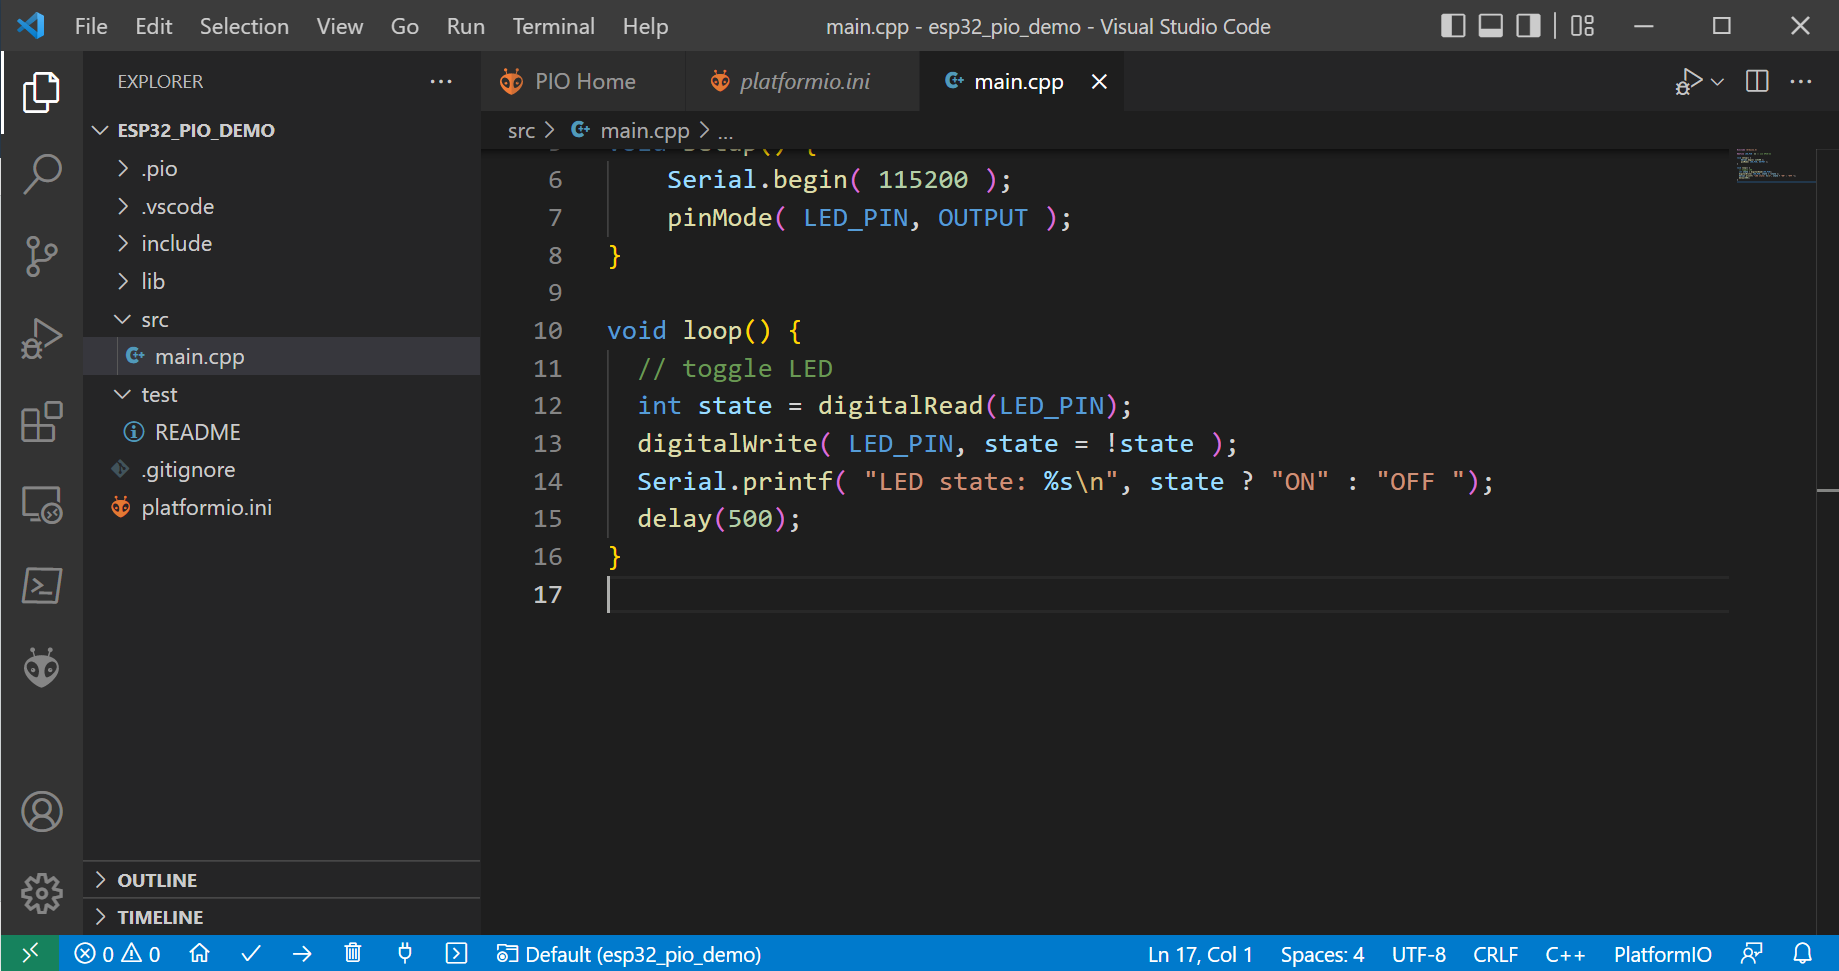 File Edit Selection View Go Run Terminal Help
main.cpp - esp32_pio_demo - Visual Studio Code
EXPLORER
ESP32_PIO_DEMO
.pio
.vscode
include
lib
src
main.cpp
test
README
.gitignore
platformio.ini
OUTLINE
TIMELINE
PIO Home platformio.ini main.cpp
src > main.cpp > ...
void setup() {
6 Serial.begin( 115200 );
7 pinMode( LED_PIN, OUTPUT );
8 }
9
10 void loop() {
11 // toggle LED
12 int state = digitalRead(LED_PIN);
13 digitalWrite( LED_PIN, state = !state );
14 Serial.printf( "LED state: %s\n", state ? "ON" : "OFF ");
15 delay(500);
16 }
17
0 0 Default (esp32_pio_demo) Ln 17, Col 1 Spaces: 4 UTF-8 CRLF C++ PlatformIO